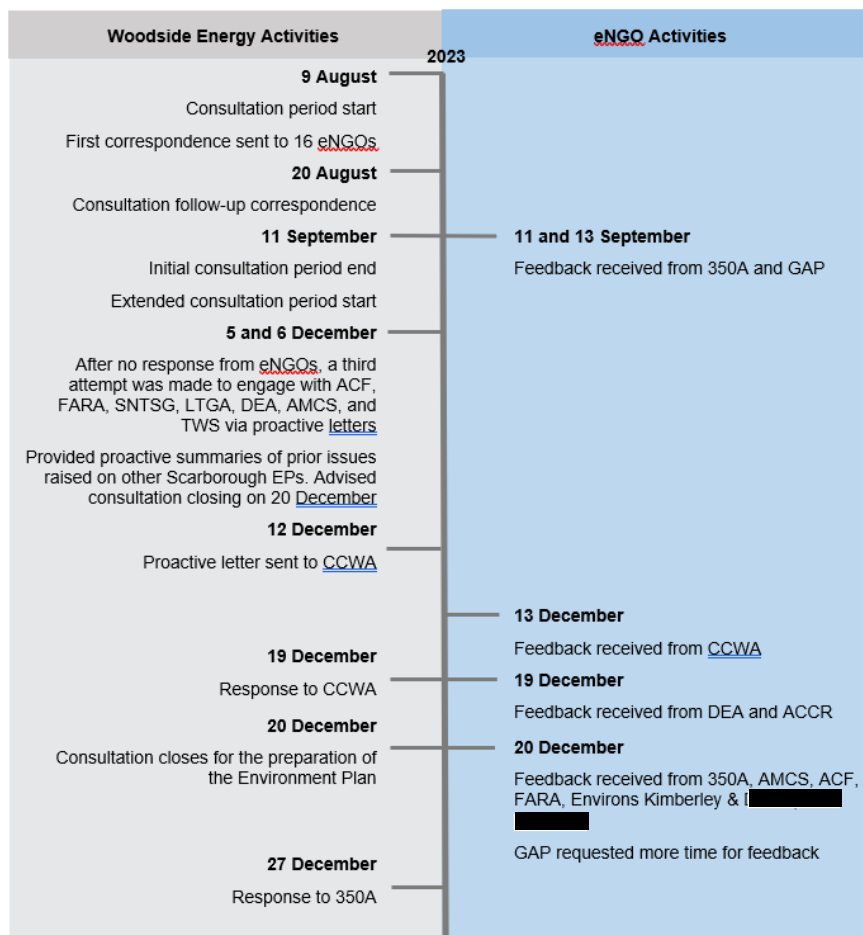 Woodside Energy Activities
eNGO Activities
2023
9 August
Consultation period start
First correspondence sent to 16 eNGOs
20 August
Consultation follow-up correspondence
11 September
Initial consultation period end
Extended consultation period start
11 and 13 September
Feedback received from 350A and GAP
5 and 6 December
After no response from eNGOs, a third
attempt was made to engage with ACF,
FARA, SNTSG, LTGA, DEA, AMCS, and
TWS via proactive letters
Provided proactive summaries of prior issues
raised on other Scarborough EPs. Advised
consultation closing on 20 December
12 December
Proactive letter sent to CCWA
13 December
Feedback received from CCWA
19 December
Response to CCWA
19 December
Feedback received from DEA and ACCR
20 December
Consultation closes for the preparation of
the Environment Plan
20 December
Feedback received from 350A, AMCS, ACF,
FARA, Environs Kimberley &
GAP requested more time for feedback
27 December
Response to 350A